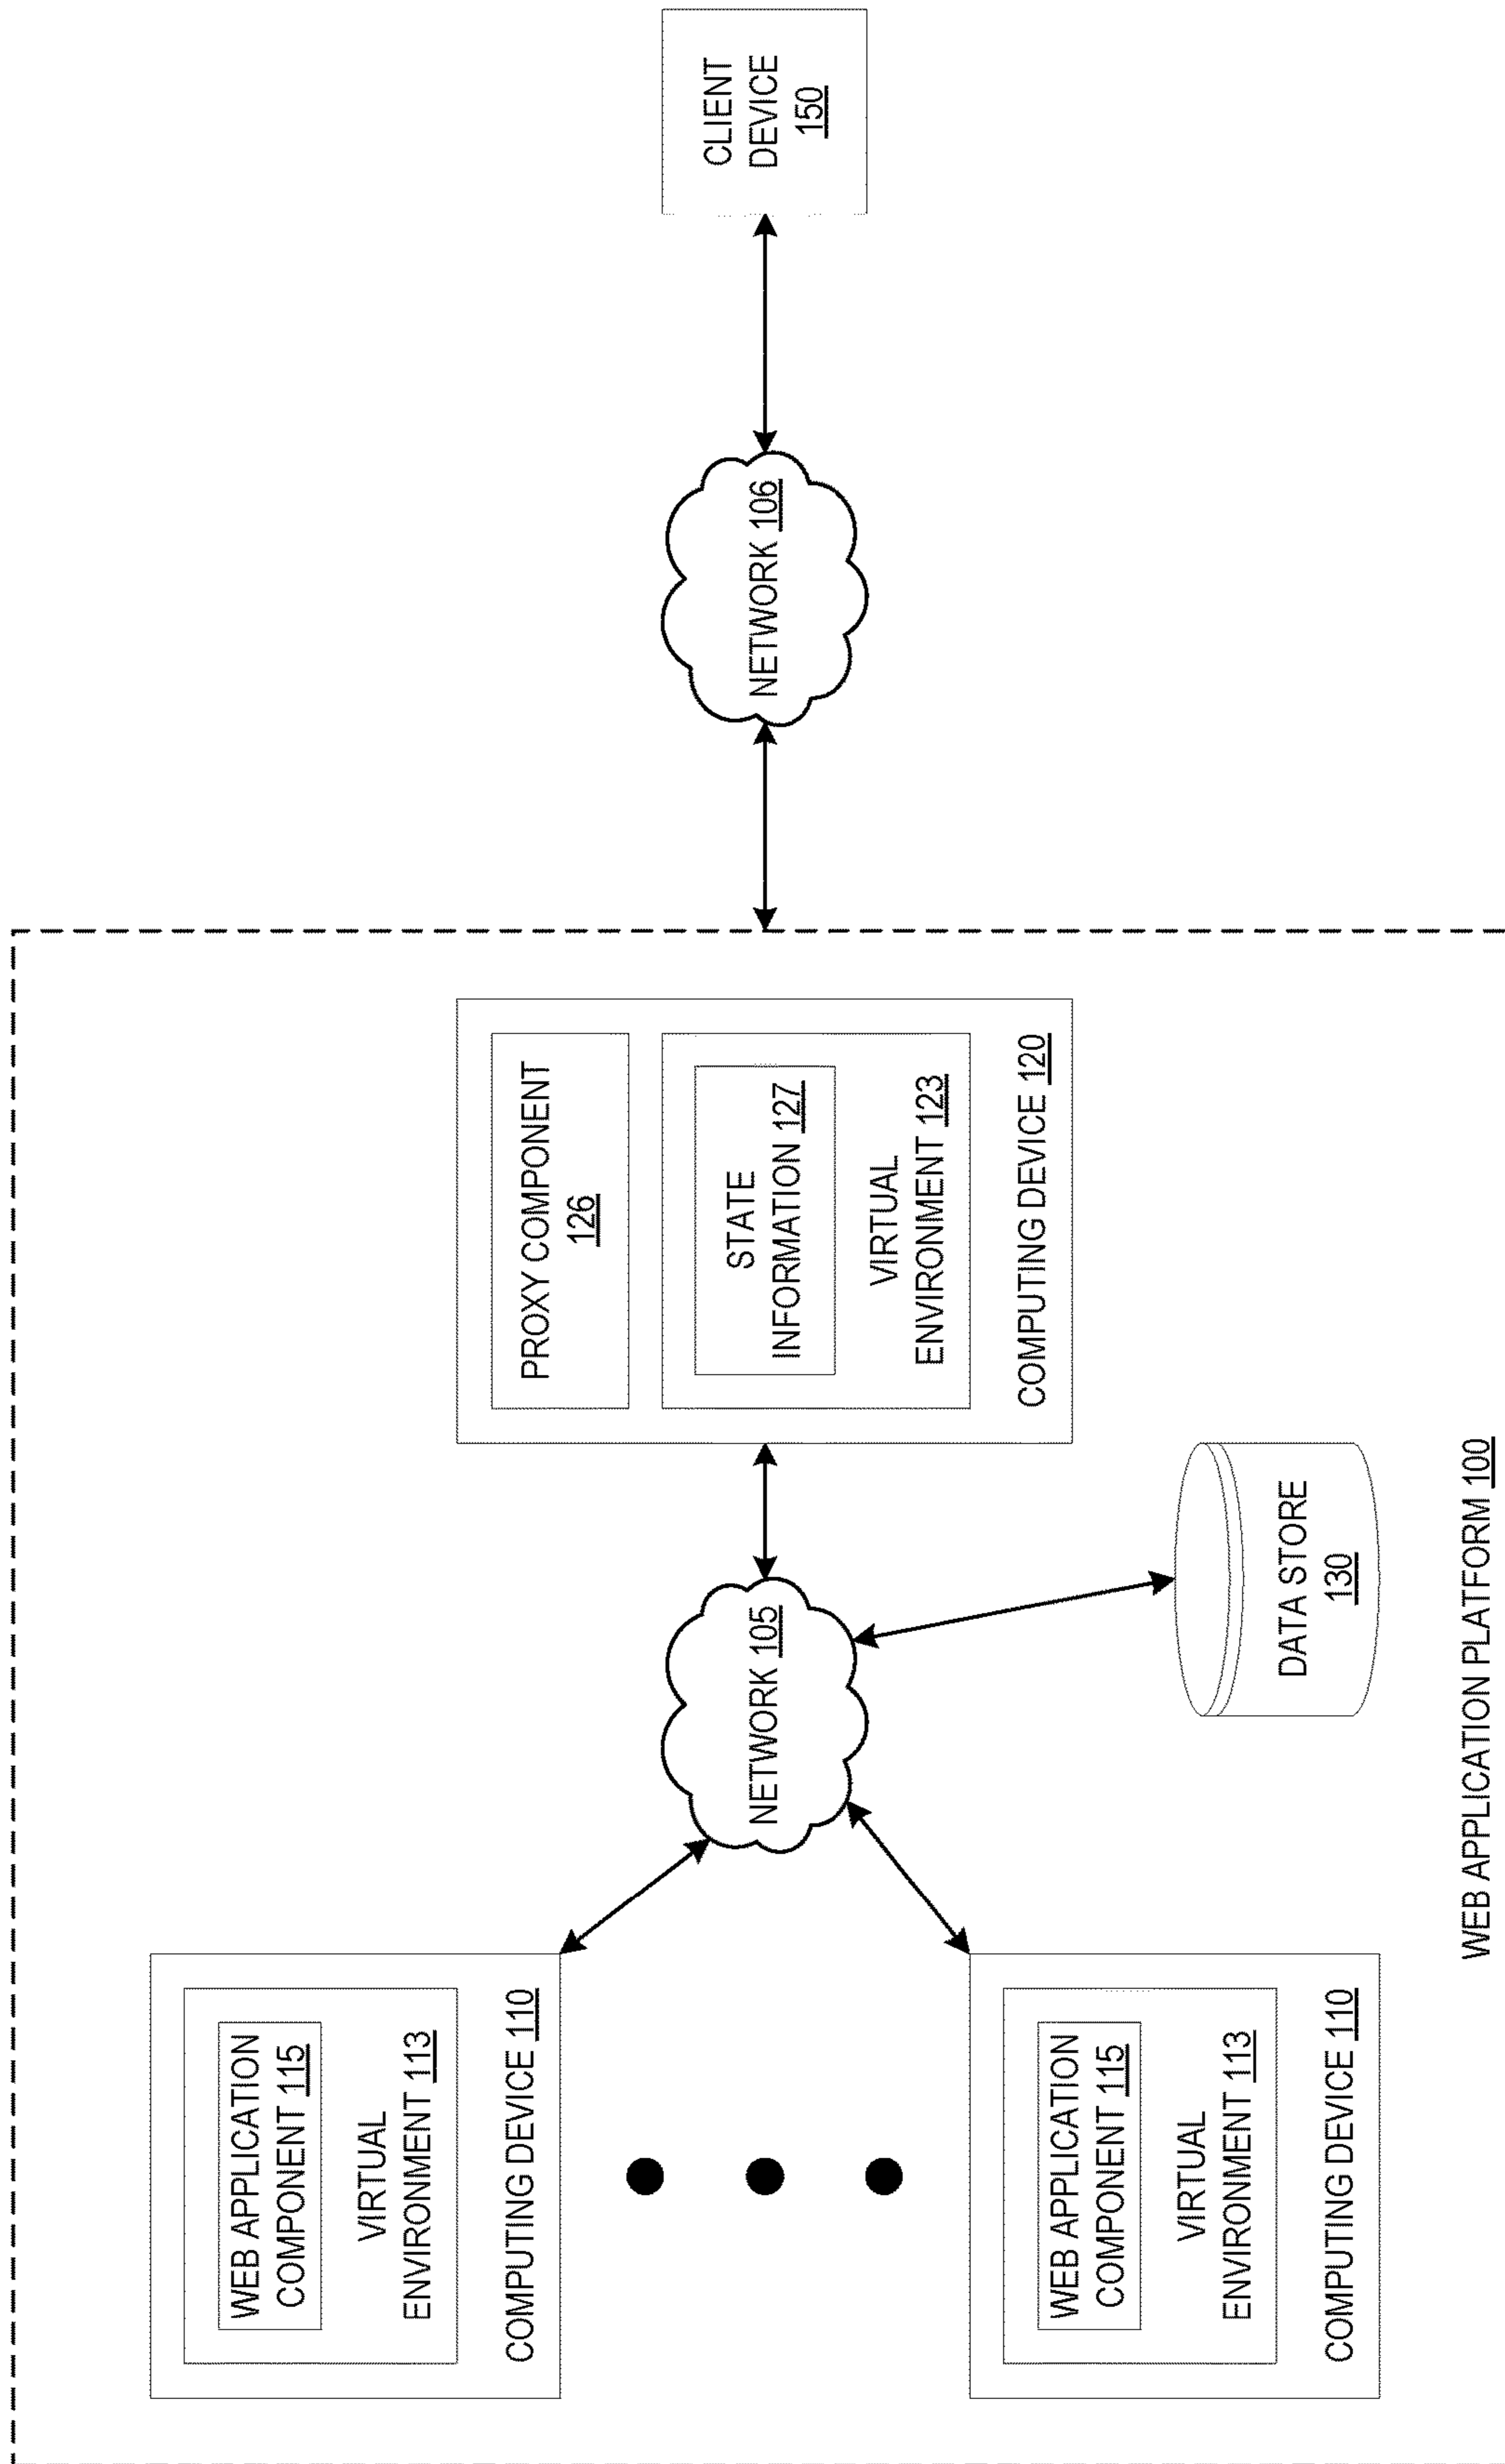 WEB APPLICATION
COMPONENT 115
VIRTUAL
ENVIRONMENT 113
COMPUTING DEVICE 110
WEB APPLICATION
COMPONENT 115
VIRTUAL
ENVIRONMENT 113
COMPUTING DEVICE 110
NETWORK 105
DATA STORE
130
PROXY COMPONENT
126
STATE
INFORMATION 127
VIRTUAL
ENVIRONMENT 123
COMPUTING DEVICE 120
WEB APPLICATION PLATFORM 100
NETWORK 106
CLIENT
DEVICE
150